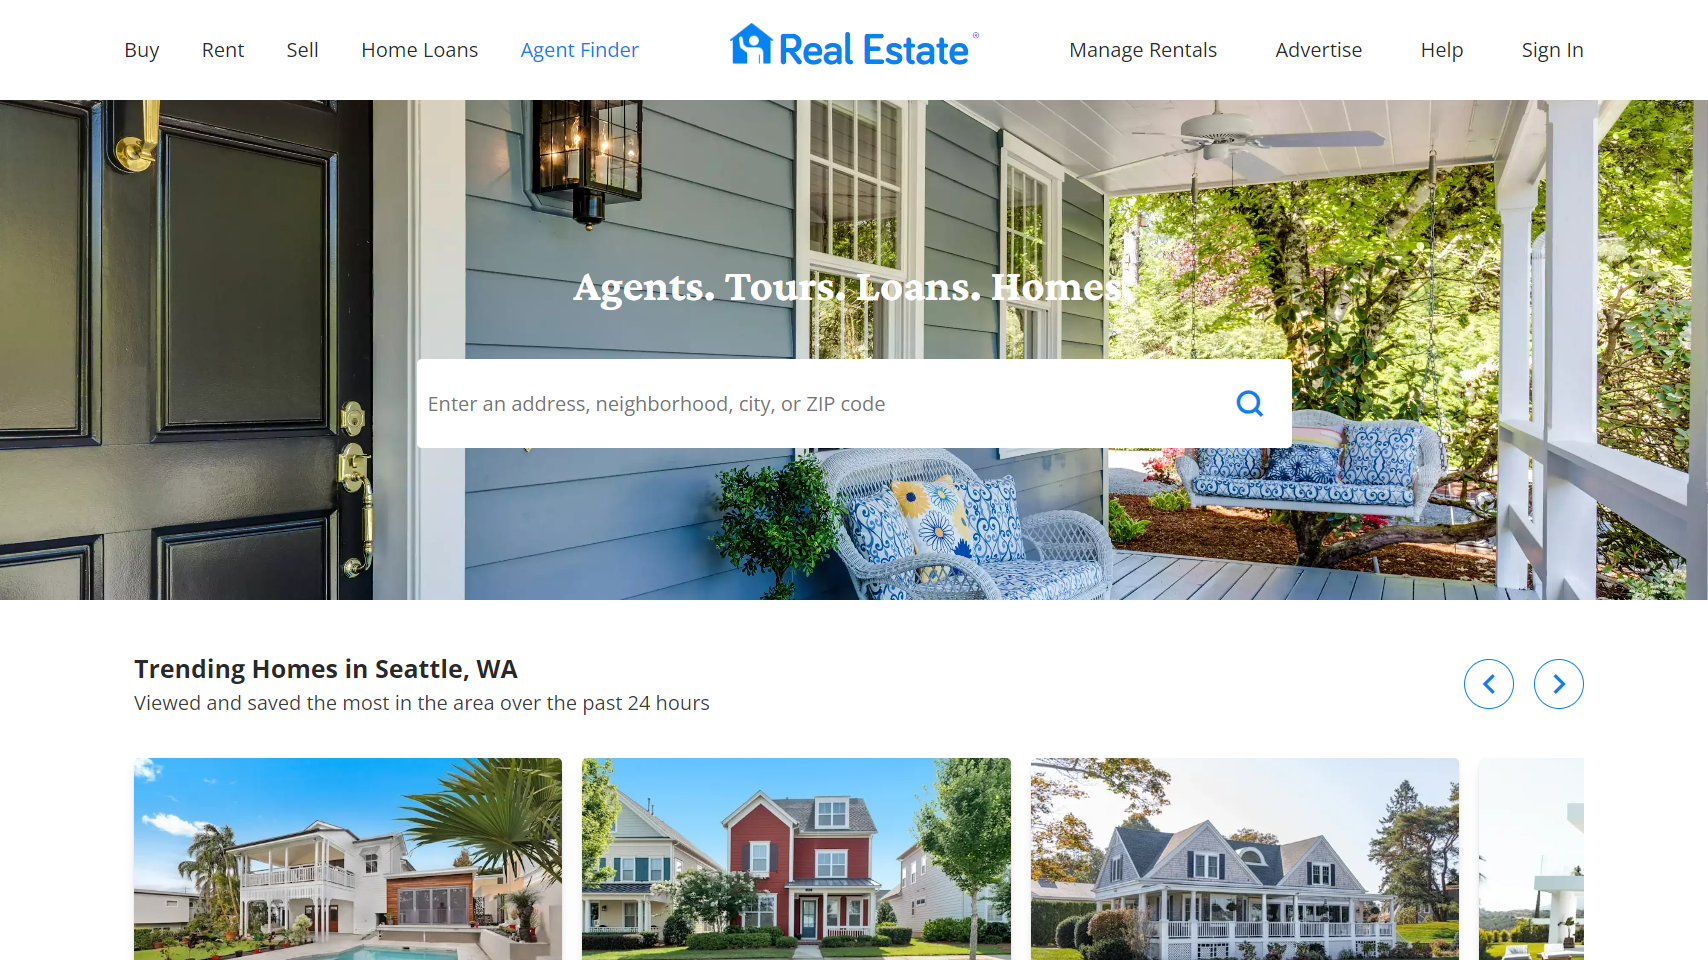 Buy
Rent
Sell
Home Loans
Agent Finder
Real Estate®
Manage Rentals
Advertise
Help
Sign In
Agents. Tours. Loans. Homes.
Enter an address, neighborhood, city, or ZIP code
Trending Homes in Seattle, WA
Viewed and saved the most in the area over the past 24 hours